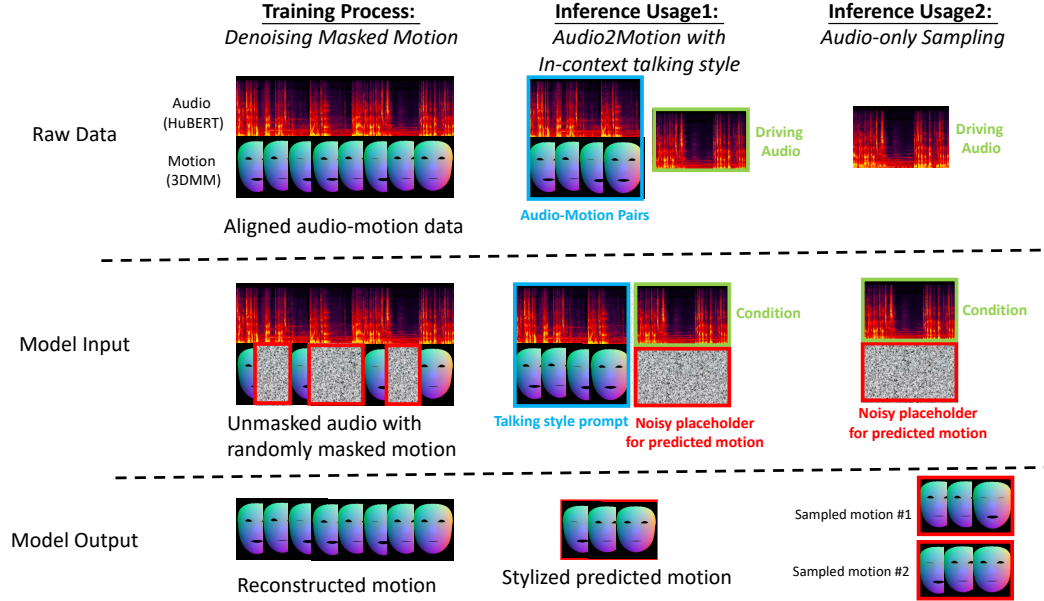 Training Process:
Denoising Masked Motion
Inference Usage1:
Audio2Motion with
In-context talking style
Inference Usage2:
Audio-only Sampling
Raw Data
Audio
(HuBERT)
Motion
(3DMM)
Driving
Audio
Driving
Audio
Aligned audio-motion data
Audio-Motion Pairs
Model Input
Condition
Condition
Unmasked audio with
randomly masked motion
Talking style prompt
Noisy placeholder
for predicted motion
Noisy placeholder
for predicted motion
Model Output
Sampled motion #1
Sampled motion #2
Reconstructed motion
Stylized predicted motion